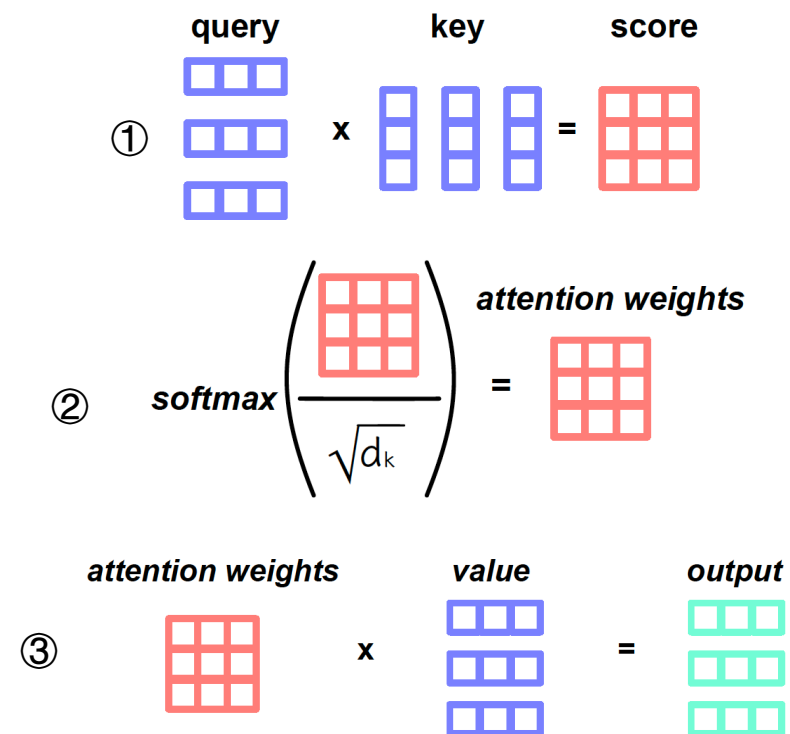 query key score
① x =
attention weights
② softmax ( / √dₖ ) =
attention weights value output
③ x =